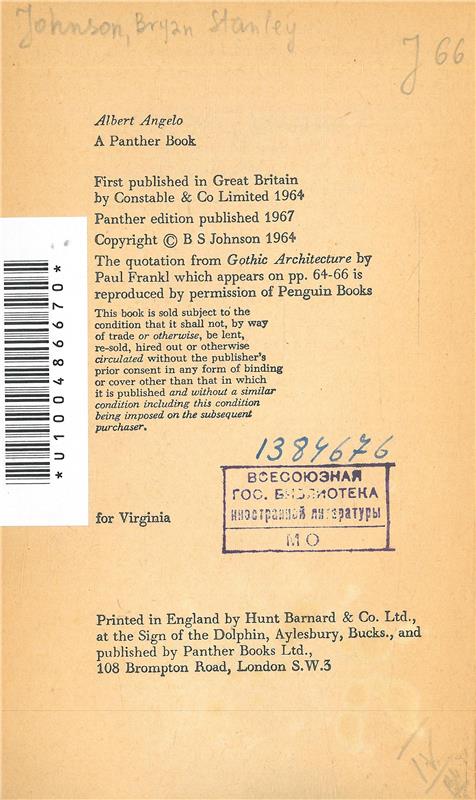 Johnson, Bryan Stanley
J 66
Albert Angelo
A Panther Book
First published in Great Britain
by Constable & Co Limited 1964
Panther edition published 1967
Copyright © B S Johnson 1964
The quotation from Gothic Architecture by
Paul Frankl which appears on pp. 64-66 is
reproduced by permission of Penguin Books
This book is sold subject to the
condition that it shall not, by way
of trade or otherwise, be lent,
re-sold, hired out or otherwise
circulated without the publisher's
prior consent in any form of binding
or cover other than that in which
it is published and without a similar
condition including this condition
being imposed on the subsequent
purchaser.
*U100486670*
1384676
ВСЕСОЮЗНАЯ
ГОС. БИБЛИОТЕКА
иностранной литературы
МО
for Virginia
Printed in England by Hunt Barnard & Co. Ltd.,
at the Sign of the Dolphin, Aylesbury, Bucks., and
published by Panther Books Ltd.,
108 Brompton Road, London S.W.3